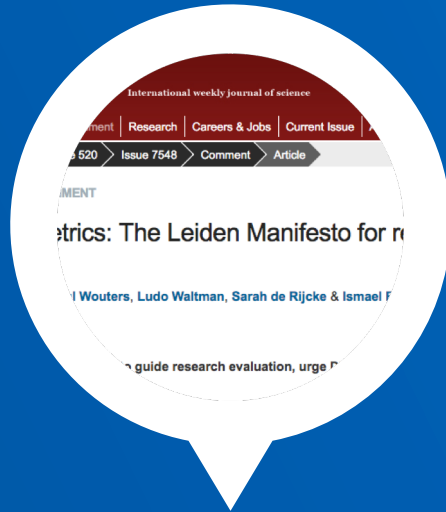 International weekly journal of science
Research Careers & Jobs Current Issue
520 Issue 7548 Comment Article
etrics: The Leiden Manifesto for
Wouters, Ludo Waltman, Sarah de Rijcke & Ismael
guide research evaluation, urge